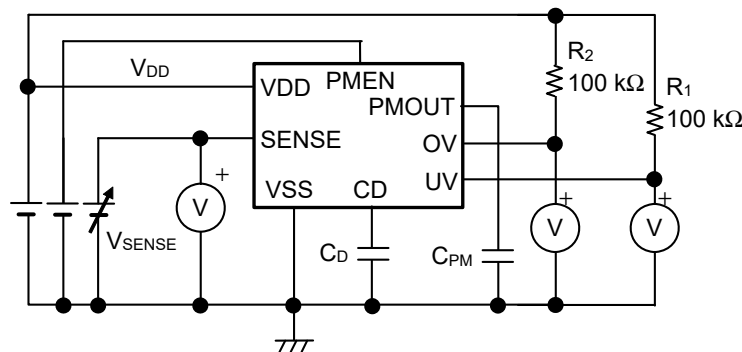 R2
100 kΩ
R1
100 kΩ
VDD
VDD
PMEN
PMOUT
SENSE
OV
UV
VSS
CD
+
V
+
V
+
V
VSENSE
CD
CPM